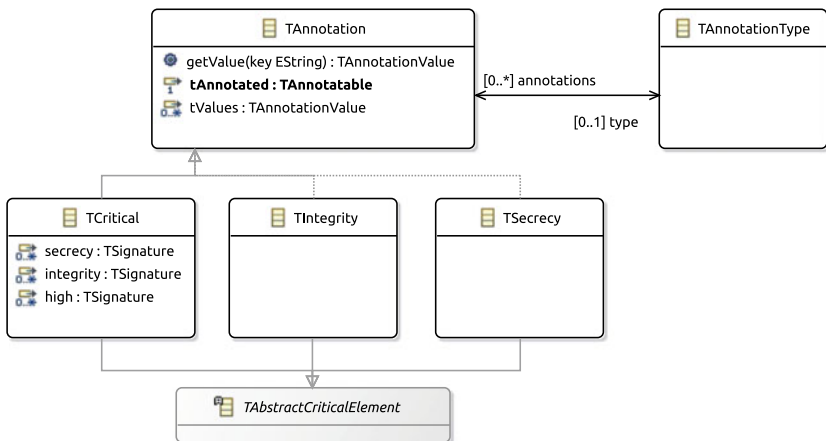 TAnnotation
getValue(key EString) : TAnnotationValue
tAnnotated : TAnnotatable
tValues : TAnnotationValue
[0..*] annotations
[0..1] type
TAnnotationType
TCritical
secrecy : TSignature
integrity : TSignature
high : TSignature
TIntegrity
TSecrecy
TAbstractCriticalElement